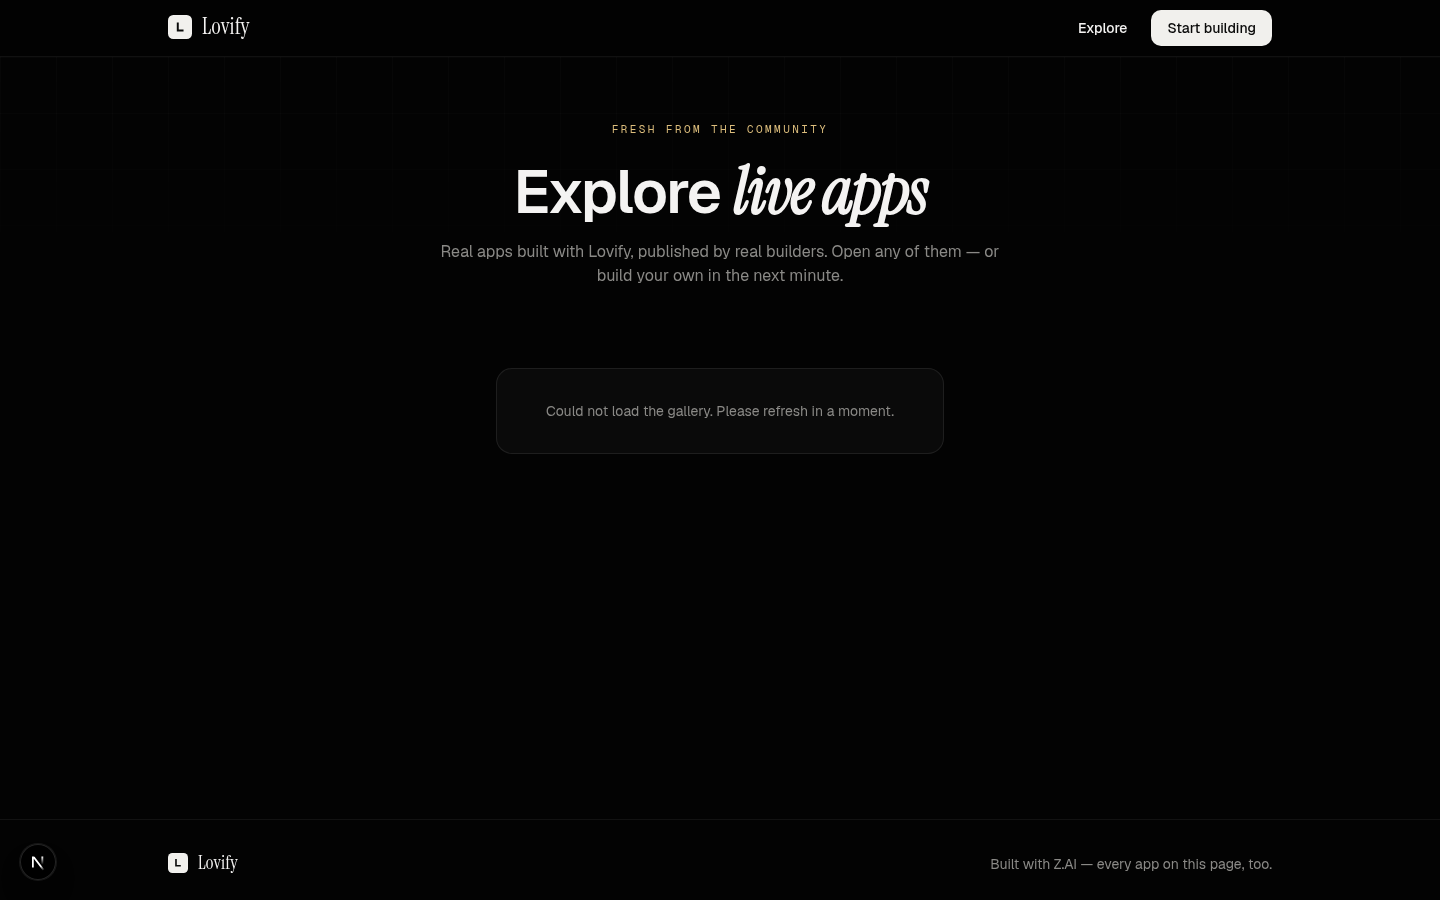 L Lovify
Explore
Start building
FRESH FROM THE COMMUNITY
Explore live apps
Real apps built with Lovify, published by real builders. Open any of them — or
build your own in the next minute.
Could not load the gallery. Please refresh in a moment.
N
L Lovify
Built with Z.AI — every app on this page, too.